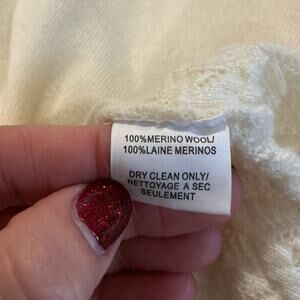 100%MERINO WOOL/
100%LAINE MERINOS
DRY CLEAN ONLY/
NETTOYAGE A SEC
SEULEMENT